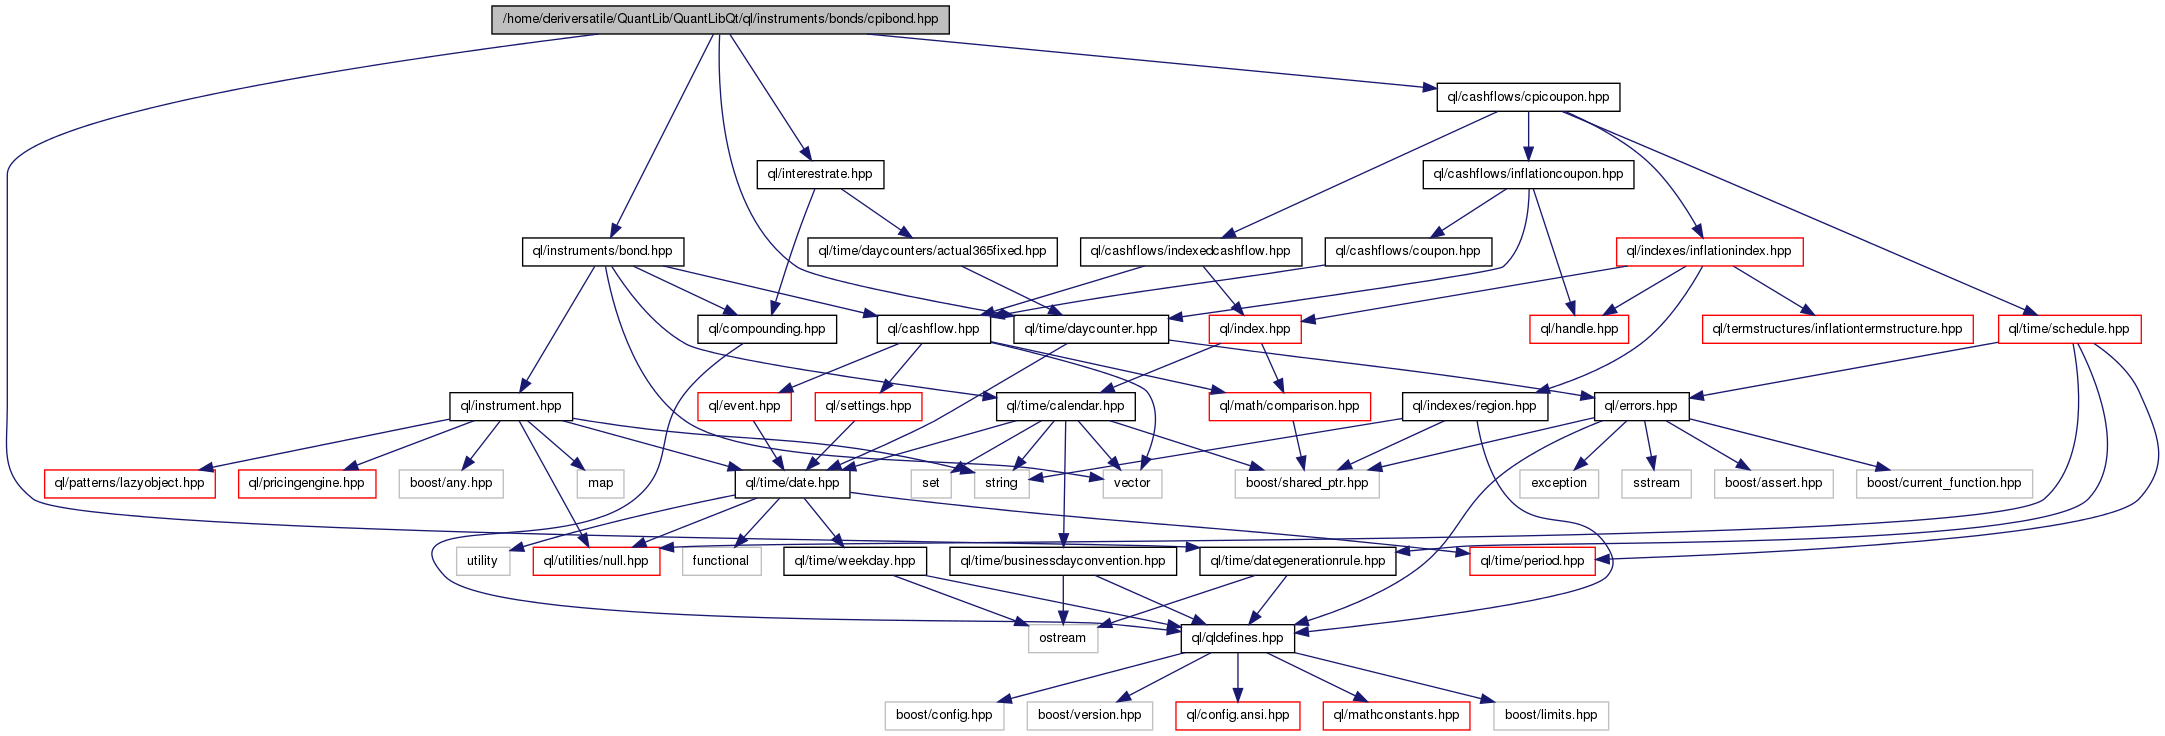 /home/deriversatile/QuantLib/QuantLibQt/ql/instruments/bonds/cpibond.hpp
ql/cashflows/cpicoupon.hpp
ql/interestrate.hpp
ql/cashflows/inflationcoupon.hpp
ql/instruments/bond.hpp
ql/time/daycounters/actual365fixed.hpp
ql/cashflows/indexedcashflow.hpp
ql/cashflows/coupon.hpp
ql/indexes/inflationindex.hpp
ql/compounding.hpp
ql/cashflow.hpp
ql/time/daycounter.hpp
ql/index.hpp
ql/handle.hpp
ql/termstructures/inflationtermstructure.hpp
ql/time/schedule.hpp
ql/instrument.hpp
ql/event.hpp
ql/settings.hpp
ql/time/calendar.hpp
ql/math/comparison.hpp
ql/indexes/region.hpp
ql/errors.hpp
ql/patterns/lazyobject.hpp
ql/pricingengine.hpp
boost/any.hpp
map
ql/time/date.hpp
set
string
vector
boost/shared_ptr.hpp
exception
sstream
boost/assert.hpp
boost/current_function.hpp
utility
ql/utilities/null.hpp
functional
ql/time/weekday.hpp
ql/time/businessdayconvention.hpp
ql/time/dategenerationrule.hpp
ql/time/period.hpp
ostream
ql/qldefines.hpp
boost/config.hpp
boost/version.hpp
ql/config.ansi.hpp
ql/mathconstants.hpp
boost/limits.hpp